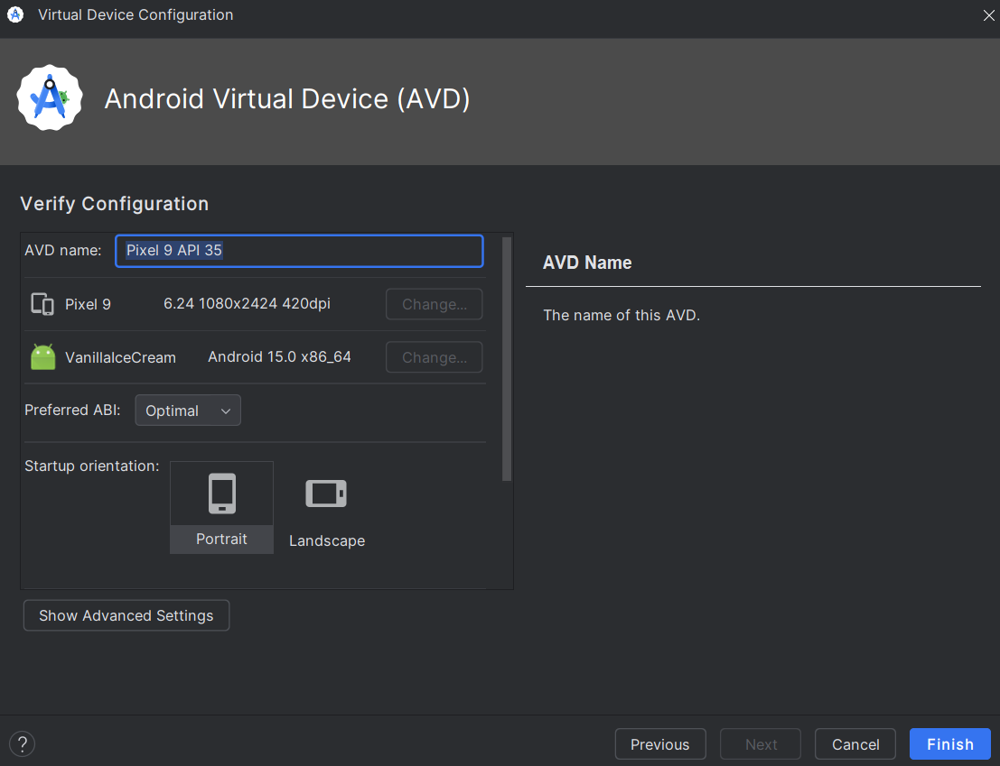 Virtual Device Configuration
Android Virtual Device (AVD)
Verify Configuration
AVD name: Pixel 9 API 35
Pixel 9 6.24 1080x2424 420dpi Change...
VanillaIceCream Android 15.0 x86_64 Change...
Preferred ABI: Optimal
Startup orientation:
Portrait
Landscape
Show Advanced Settings
AVD Name
The name of this AVD.
? Previous Next Cancel Finish